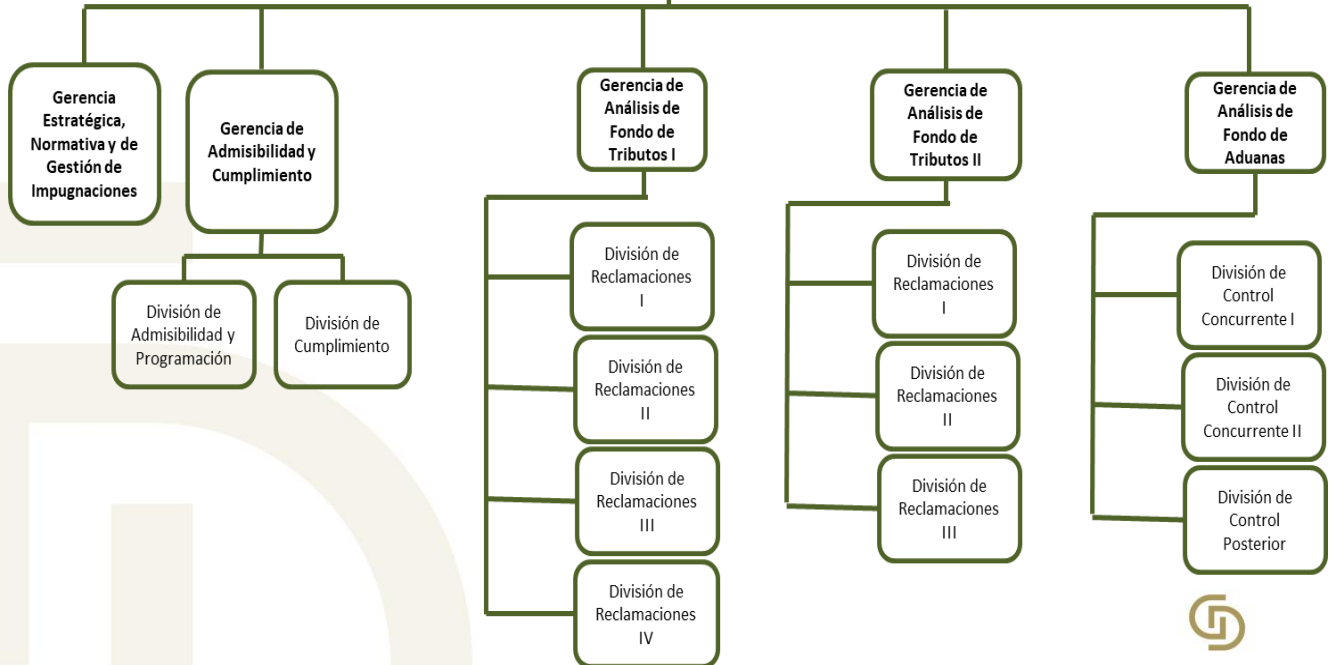 Gerencia
Estratégica,
Normativa y de
Gestión de
Impugnaciones
Gerencia de
Admisibilidad y
Cumplimiento
División de
Admisibilidad y
Programación
División de
Cumplimiento
Gerencia de
Análisis de
Fondo de
Tributos I
División de
Reclamaciones
I
División de
Reclamaciones
II
División de
Reclamaciones
III
División de
Reclamaciones
IV
Gerencia de
Análisis de
Fondo de
Tributos II
División de
Reclamaciones
I
División de
Reclamaciones
II
División de
Reclamaciones
III
Gerencia de
Análisis de
Fondo de
Aduanas
División de
Control
Concurrente I
División de
Control
Concurrente II
División de
Control
Posterior